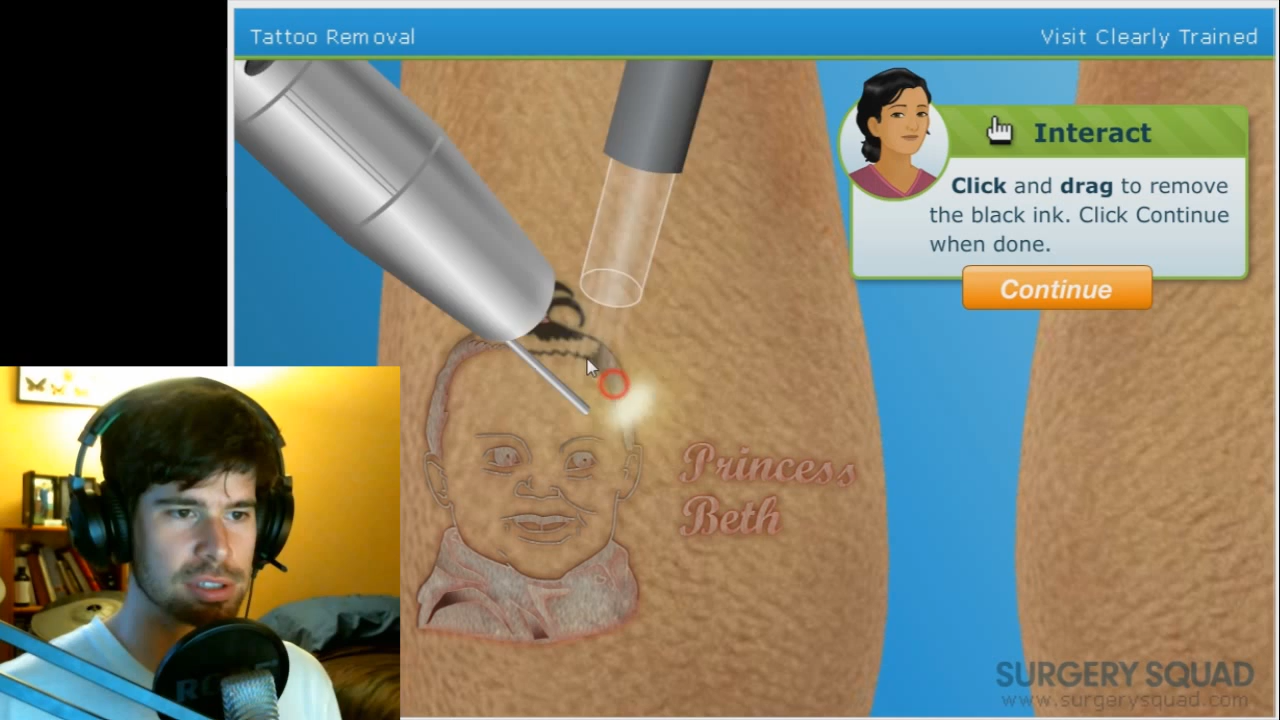 Tattoo Removal
Visit Clearly Trained
Interact
Click and drag to remove
the black ink. Click Continue
when done.
Continue
Princess
Beth
SURGERY SQUAD
www.surgerysquad.com